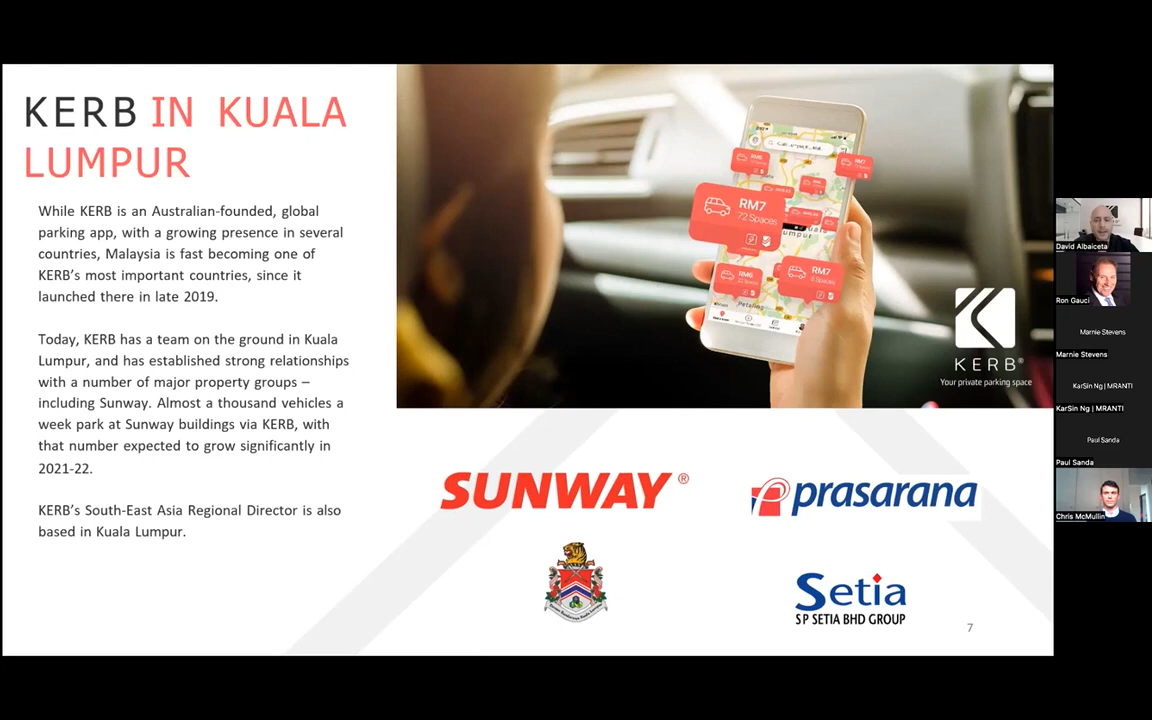 KERB IN KUALA
LUMPUR
While KERB is an Australian-founded, global
parking app, with a growing presence in several
countries, Malaysia is fast becoming one of
KERB’s most important countries, since it
launched there in late 2019.
Today, KERB has a team on the ground in Kuala
Lumpur, and has established strong relationships
with a number of major property groups –
including Sunway. Almost a thousand vehicles a
week park at Sunway buildings via KERB, with
that number expected to grow significantly in
2021-22.
KERB’s South-East Asia Regional Director is also
based in Kuala Lumpur.
RM7
72 Spaces
RM6
RM7
Petaling
KERB®
Your private parking space
SUNWAY®
prasarana
Setia
S P SETIA BHD GROUP
7
David Albaiceta
Ron Gauci
Marnie Stevens
Marnie Stevens
KarSin Ng | MRANTI
KarSin Ng | MRANTI
Paul Sanda
Paul Sanda
Chris McMullin